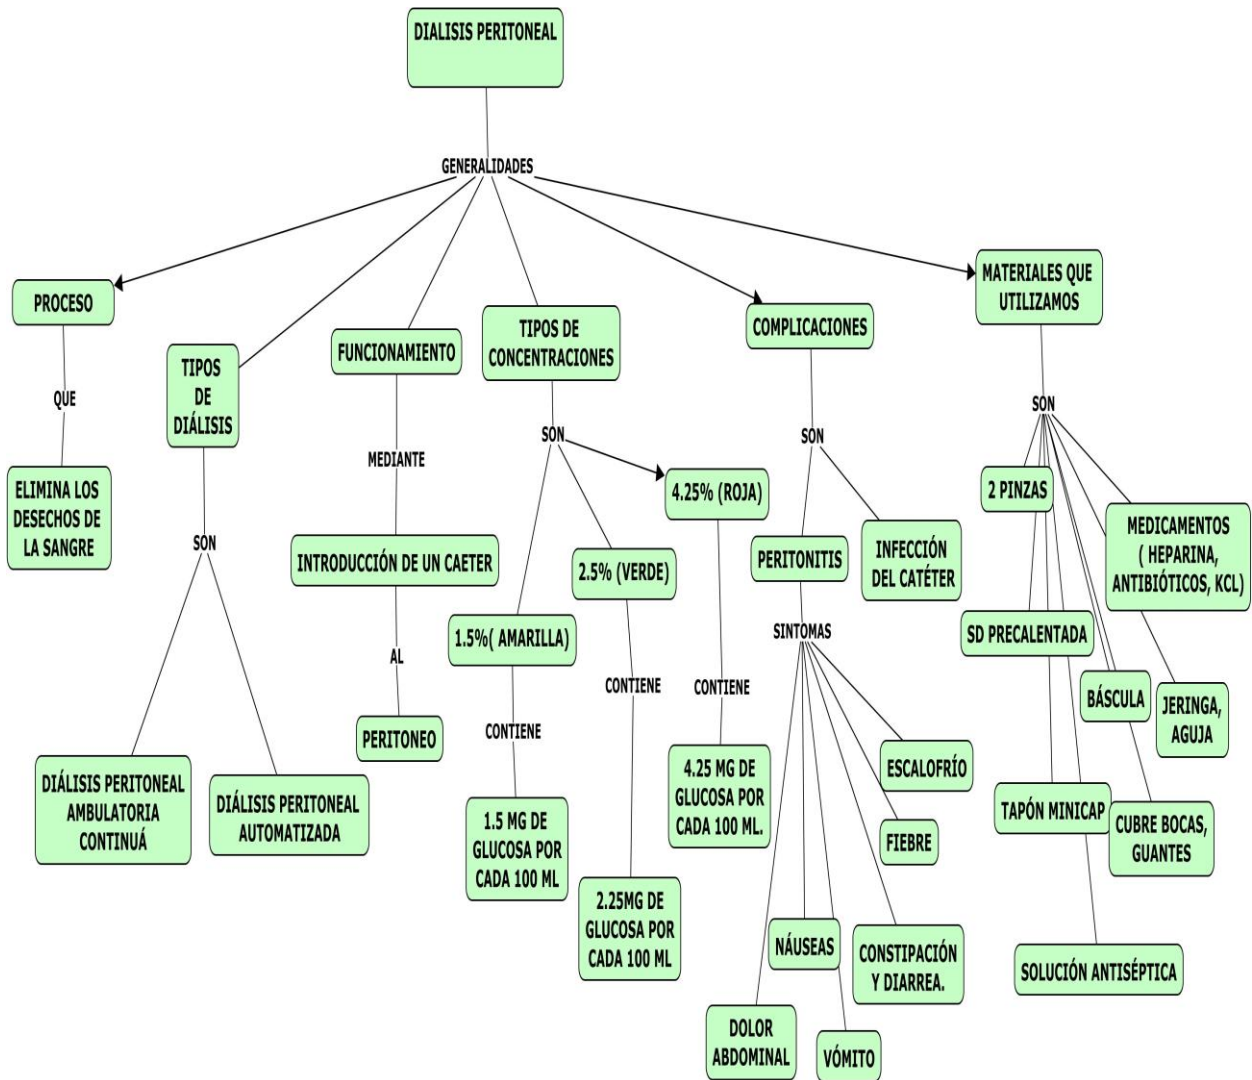 DIALISIS PERITONEAL
GENERALIDADES
PROCESO
QUE
ELIMINA LOS
DESECHOS DE
LA SANGRE
TIPOS
DE
DIÁLISIS
SON
DIÁLISIS PERITONEAL
AMBULATORIA
CONTINUÁ
DIÁLISIS PERITONEAL
AUTOMATIZADA
FUNCIONAMIENTO
MEDIANTE
INTRODUCCIÓN DE UN CAETER
AL
PERITONEO
TIPOS DE
CONCENTRACIONES
SON
1.5%( AMARILLA)
CONTIENE
1.5 MG DE
GLUCOSA POR
CADA 100 ML
2.5% (VERDE)
CONTIENE
2.25MG DE
GLUCOSA POR
CADA 100 ML
4.25% (ROJA)
CONTIENE
4.25 MG DE
GLUCOSA POR
CADA 100 ML.
COMPLICACIONES
SON
PERITONITIS
SINTOMAS
DOLOR
ABDOMINAL
NÁUSEAS
VÓMITO
CONSTIPACIÓN
Y DIARREA.
FIEBRE
ESCALOFRÍO
INFECCIÓN
DEL CATÉTER
MATERIALES QUE
UTILIZAMOS
SON
2 PINZAS
SD PRECALENTADA
TAPÓN MINICAP
SOLUCIÓN ANTISÉPTICA
CUBRE BOCAS,
GUANTES
BÁSCULA
JERINGA,
AGUJA
MEDICAMENTOS
( HEPARINA,
ANTIBIÓTICOS, KCL)